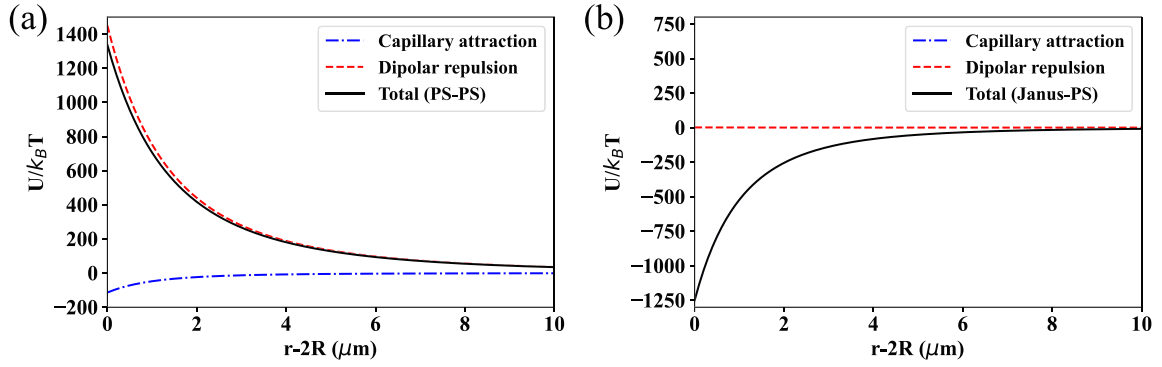 (a)
1400
1200
1000
800
600
400
200
0
−200
U/k_BT
Capillary attraction
Dipolar repulsion
Total (PS-PS)
0 2 4 6 8 10
r-2R (μm)
(b)
750
500
250
0
−250
−500
−750
−1000
−1250
U/k_BT
Capillary attraction
Dipolar repulsion
Total (Janus-PS)
0 2 4 6 8 10
r-2R (μm)